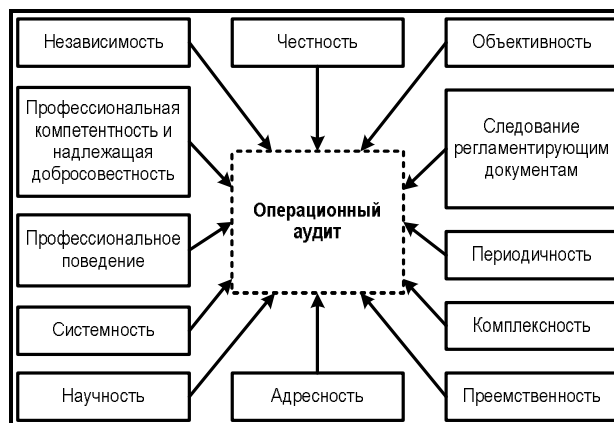 Независимость
Честность
Объективность
Профессиональная
компетентность и
надлежащая
добросовестность
Следование
регламентирующим
документам
Операционный
аудит
Профессиональное
поведение
Периодичность
Системность
Комплексность
Научность
Адресность
Преемственность